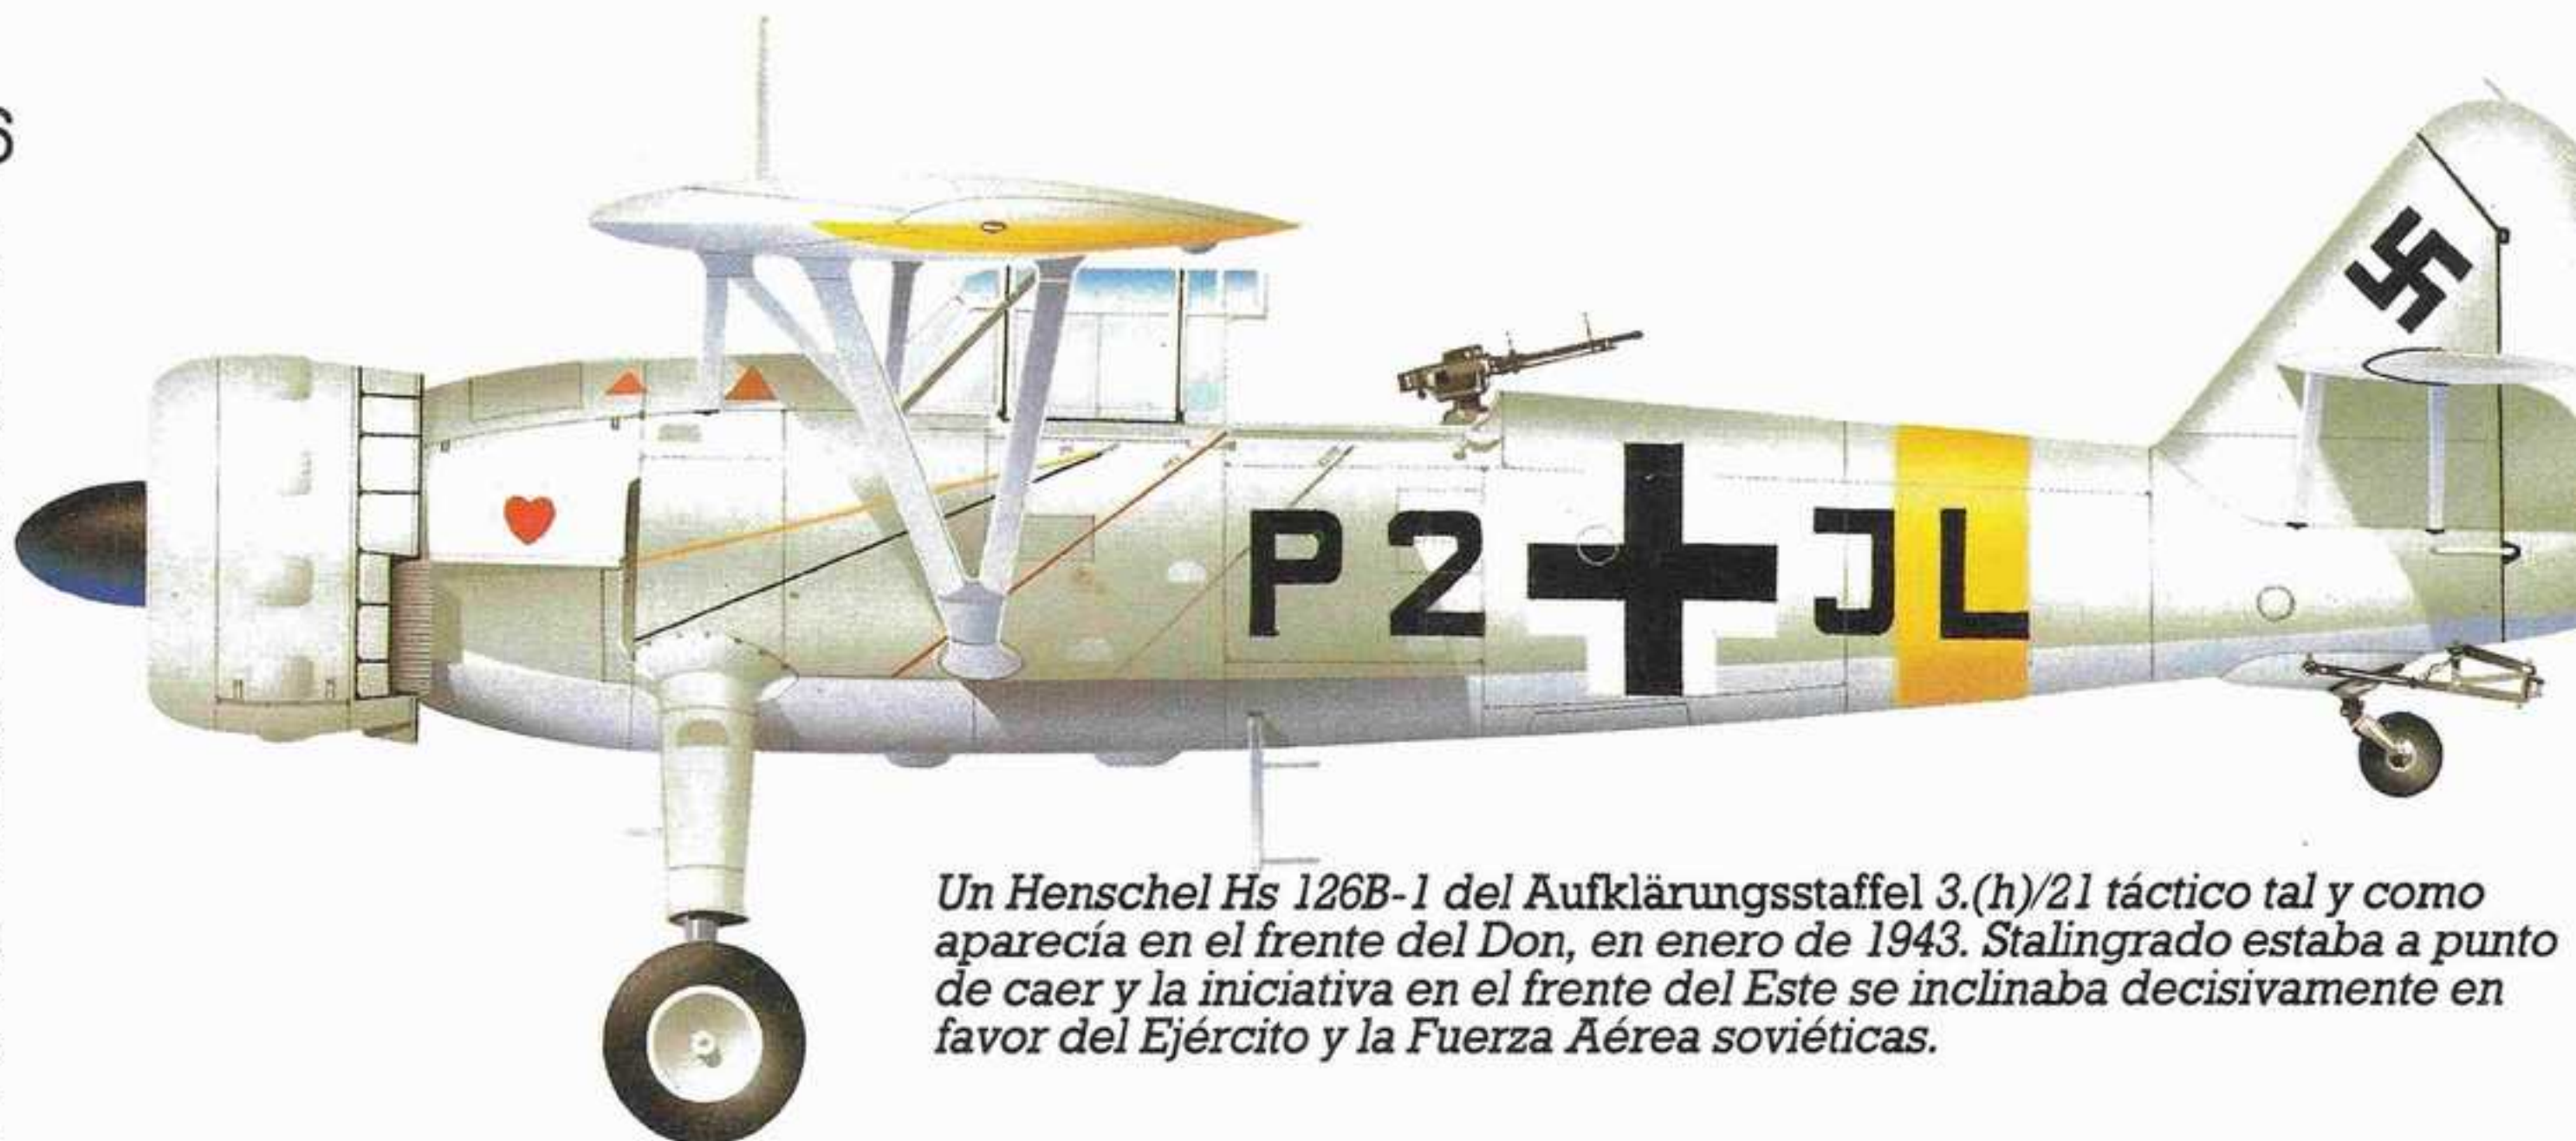 6
P2 JL
Un Henschel Hs 126B-1 del Aufklärungsstaffel 3.(h)/21 táctico tal y como
aparecía en el frente del Don, en enero de 1943. Stalingrado estaba a punto
de caer y la iniciativa en el frente del Este se inclinaba decisivamente en
favor del Ejército y la Fuerza Aérea soviéticas.